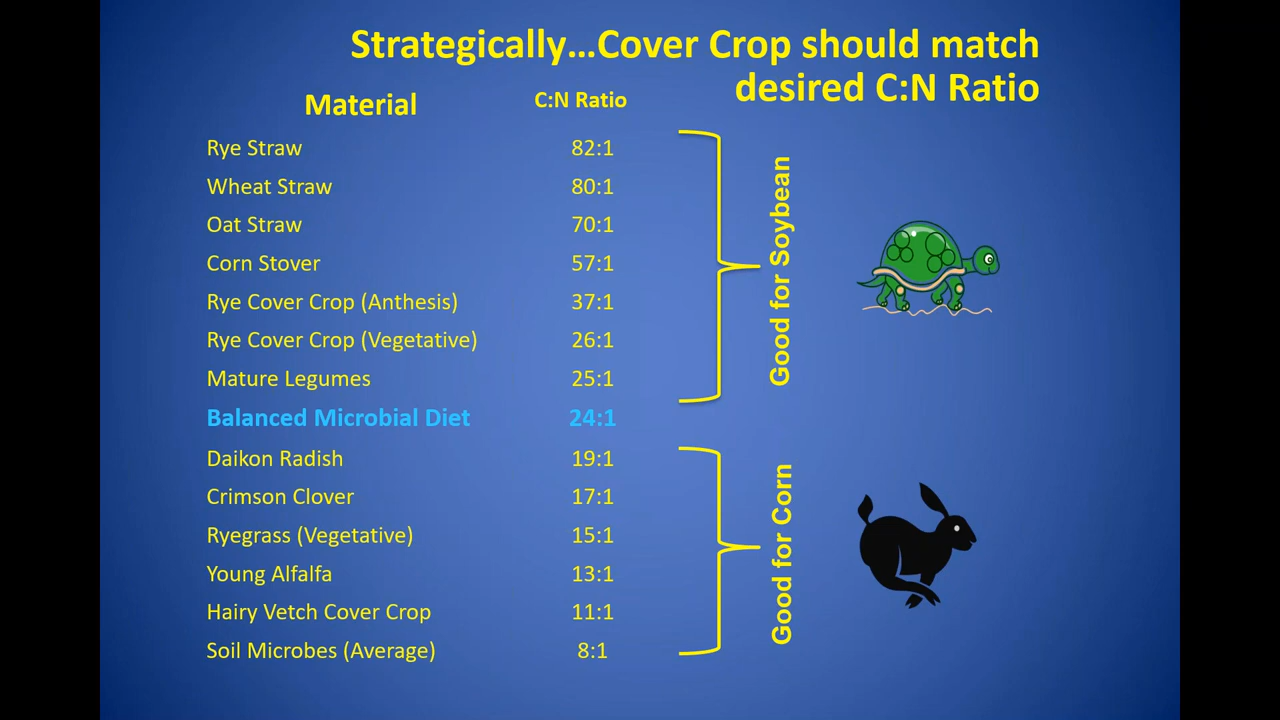 Strategically…Cover Crop should match
desired C:N Ratio
Material C:N Ratio
Rye Straw 82:1
Wheat Straw 80:1
Oat Straw 70:1
Corn Stover 57:1
Rye Cover Crop (Anthesis) 37:1
Rye Cover Crop (Vegetative) 26:1
Mature Legumes 25:1
Good for Soybean
Balanced Microbial Diet 24:1
Daikon Radish 19:1
Crimson Clover 17:1
Ryegrass (Vegetative) 15:1
Young Alfalfa 13:1
Hairy Vetch Cover Crop 11:1
Soil Microbes (Average) 8:1
Good for Corn